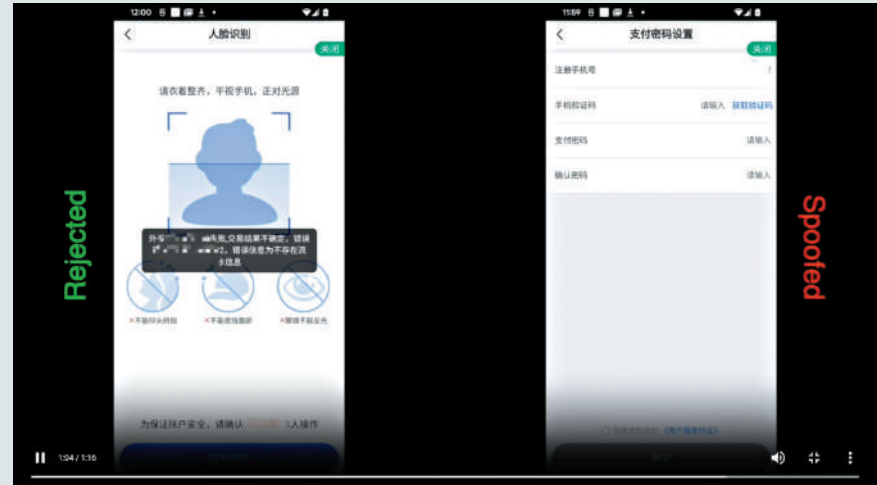 12:00
人脸识别
关闭
请衣着整齐，平视手机，正对光源
失败,交易结果不确定，错误
错误信息为不存在流
水信息
×不能仰头俯拍
×不能遮挡面部
为保证账户安全，请确认
人操作
Rejected
11:59
支付密码设置
关闭
注册手机号
手机验证码 请输入 获取验证码
支付密码 请输入
确认密码 请输入
Spoofed
1:04 / 1:16